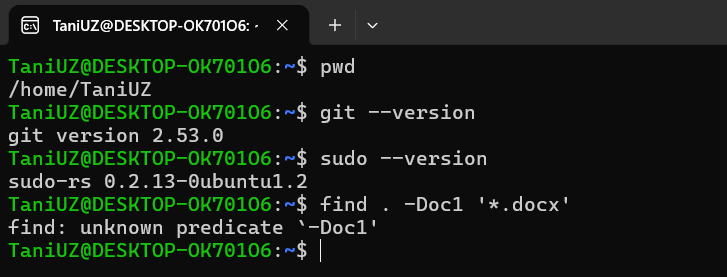 TaniUZ@DESKTOP-OK701O6: ~
TaniUZ@DESKTOP-OK701O6:~$ pwd
/home/TaniUZ
TaniUZ@DESKTOP-OK701O6:~$ git --version
git version 2.53.0
TaniUZ@DESKTOP-OK701O6:~$ sudo --version
sudo-rs 0.2.13-0ubuntu1.2
TaniUZ@DESKTOP-OK701O6:~$ find . -Doc1 '*.docx'
find: unknown predicate `-Doc1'
TaniUZ@DESKTOP-OK701O6:~$